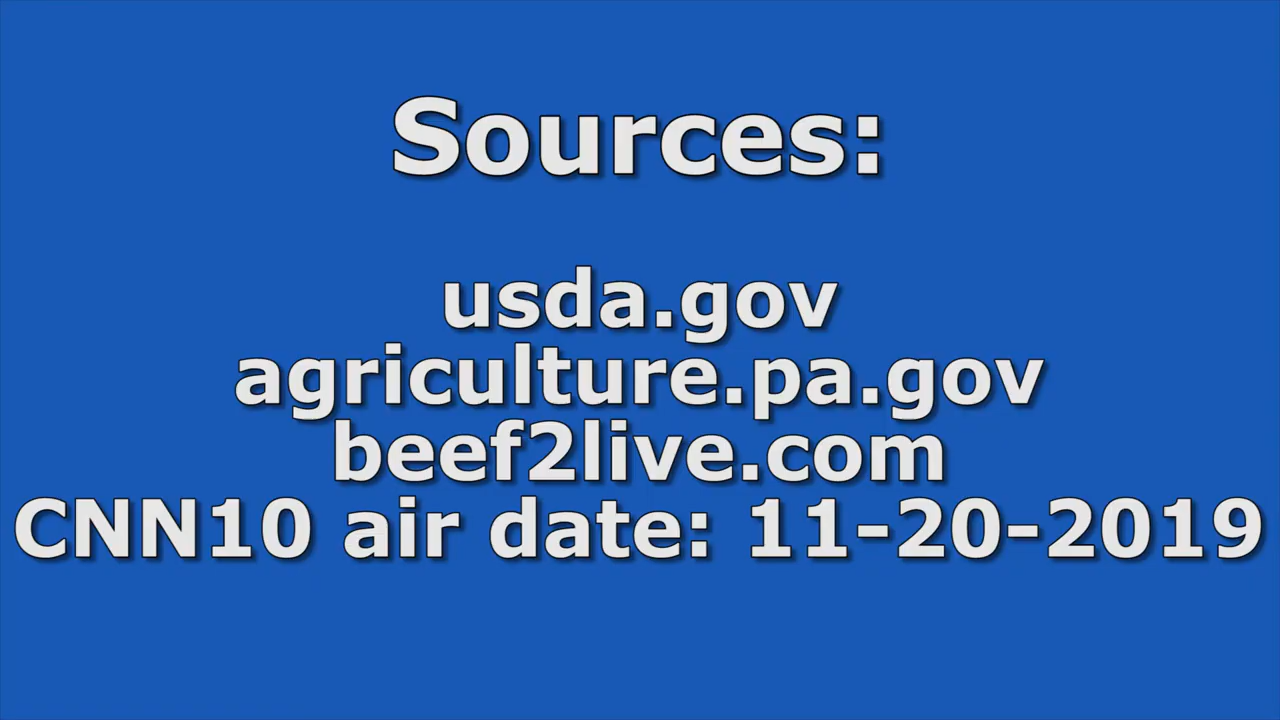 Sources:
usda.gov
agriculture.pa.gov
beef2live.com
CNN10 air date: 11-20-2019